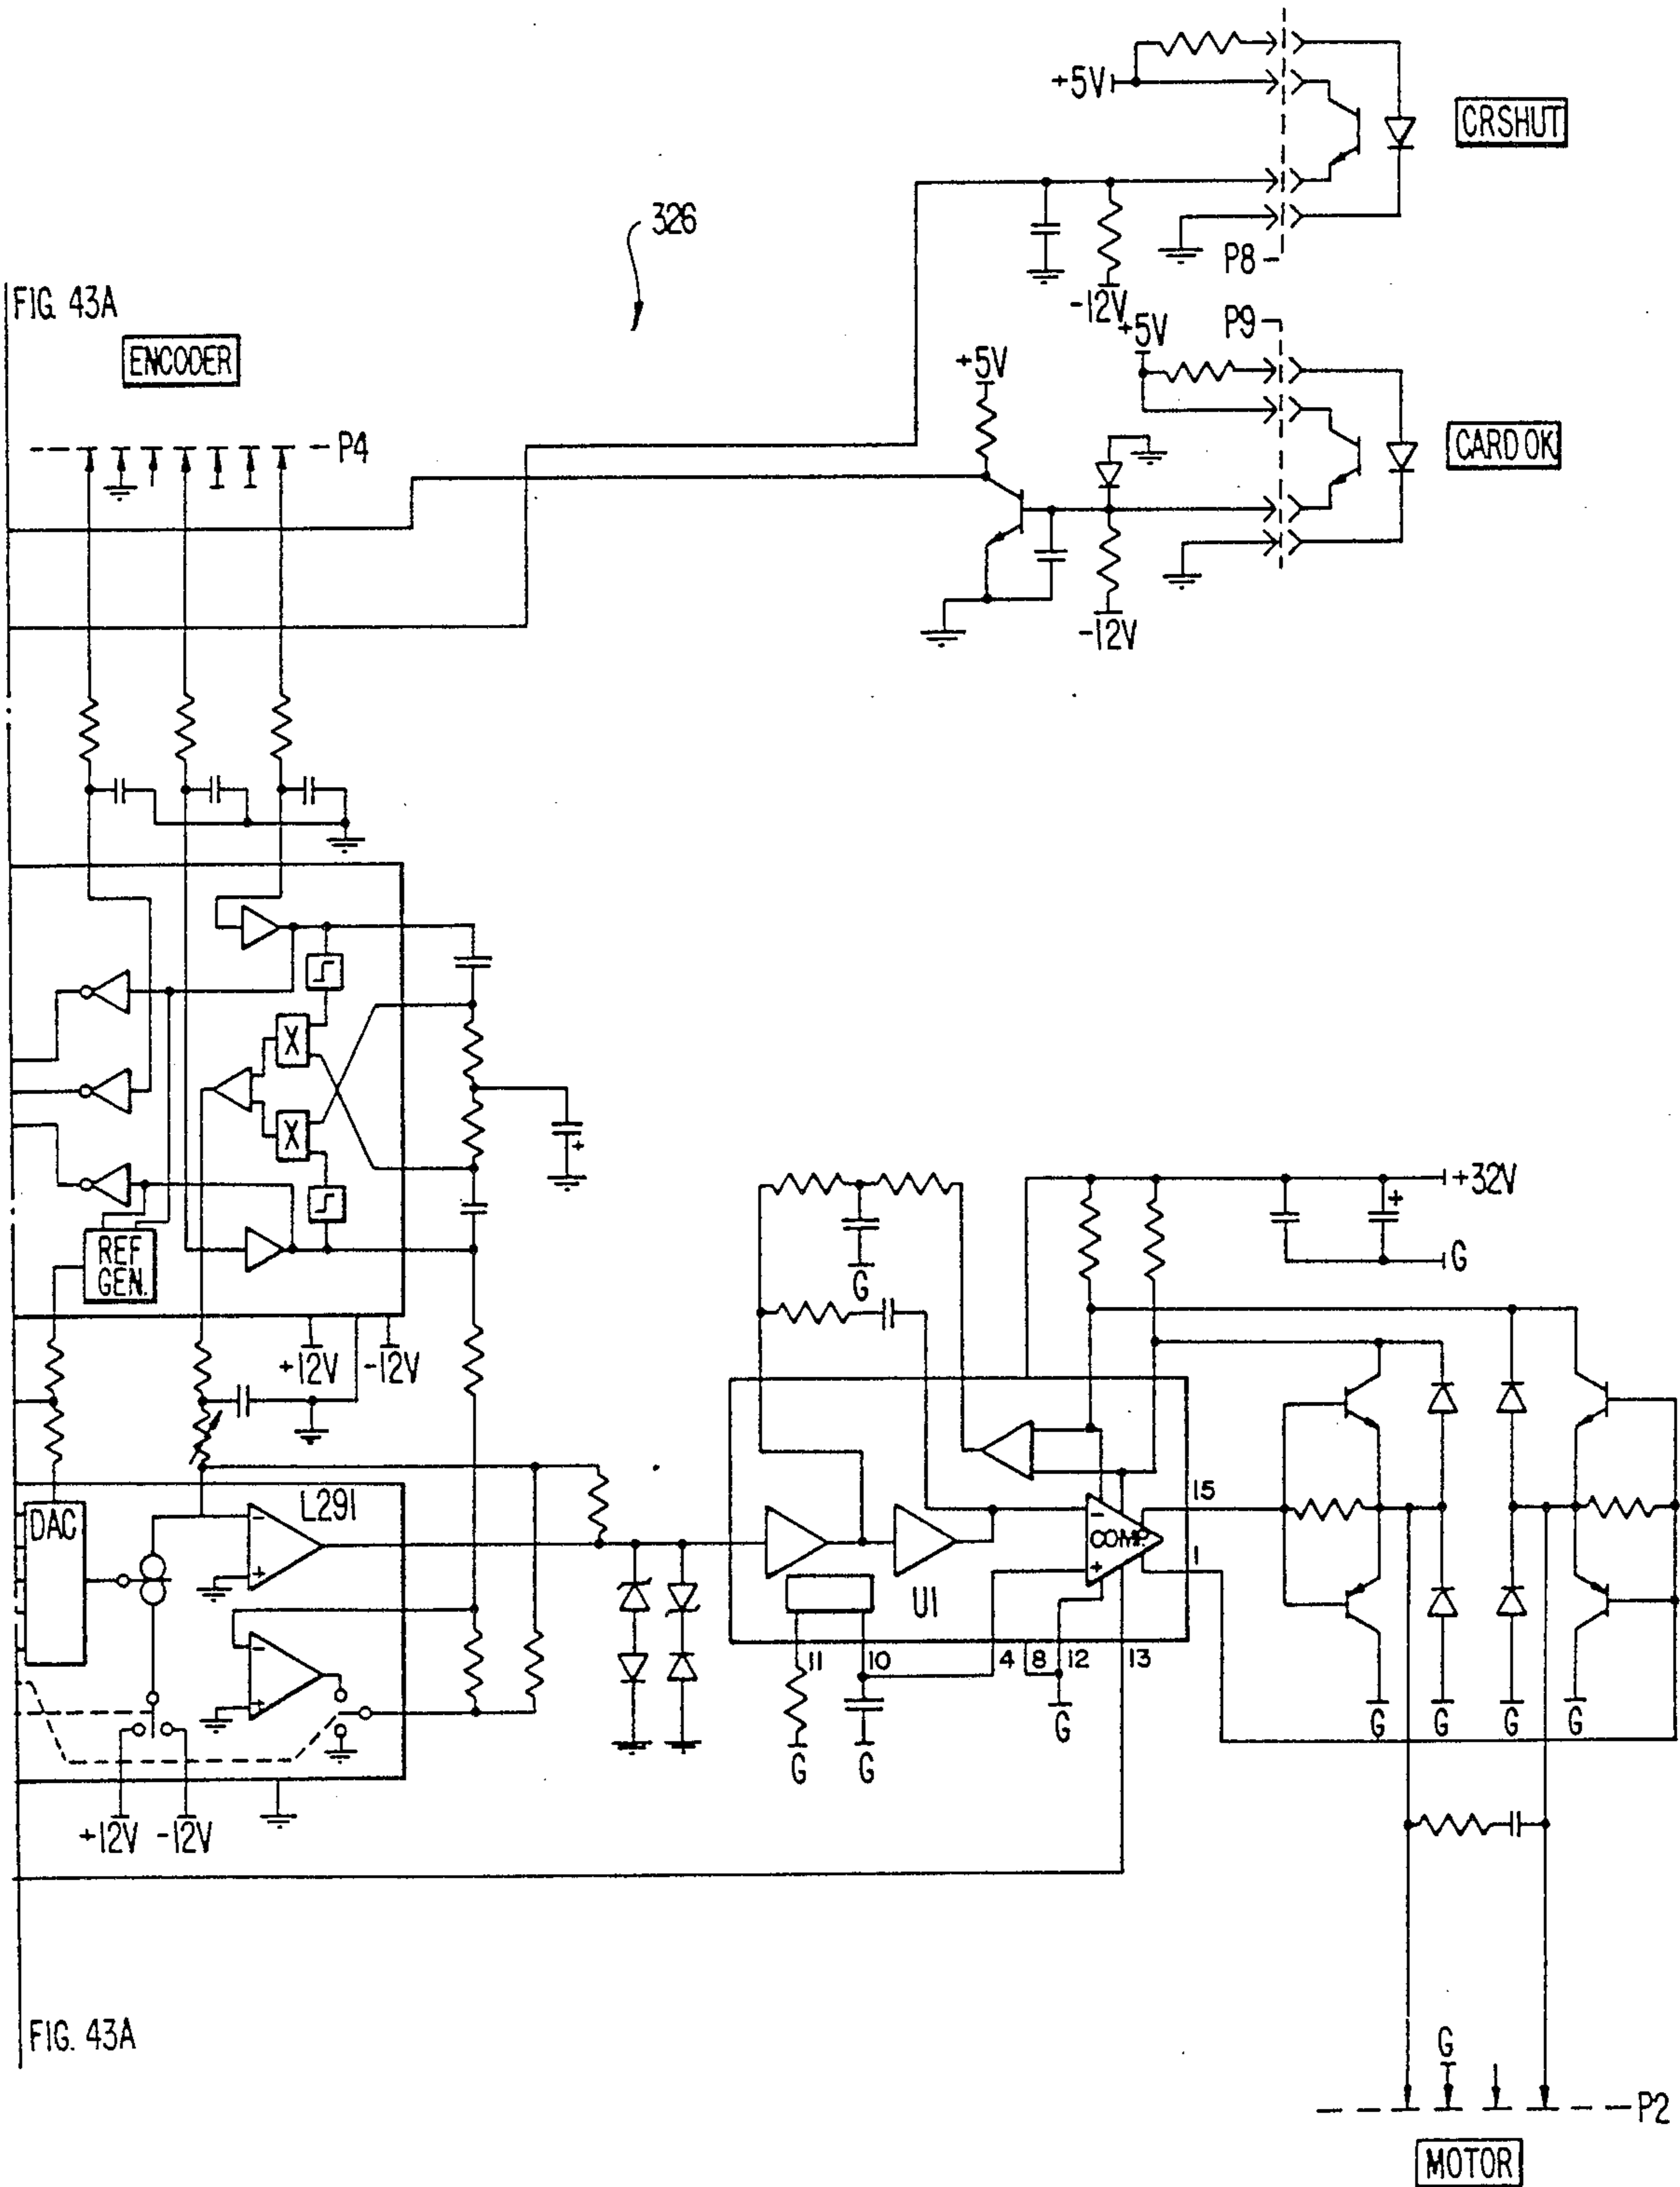 +5V
CRSHUT
326
P8
-12V
FIG. 43A
ENCODER
P9
+5V
+5V
P4
CARD OK
-12V
X
X
REF
GEN.
+12V
-12V
+32V
G
G
L291
DAC
15
COMP.
-
+
1
U1
11
10
4
8
12
13
G
G
G
G
G
G
G
+12V
-12V
FIG. 43A
G
P2
MOTOR